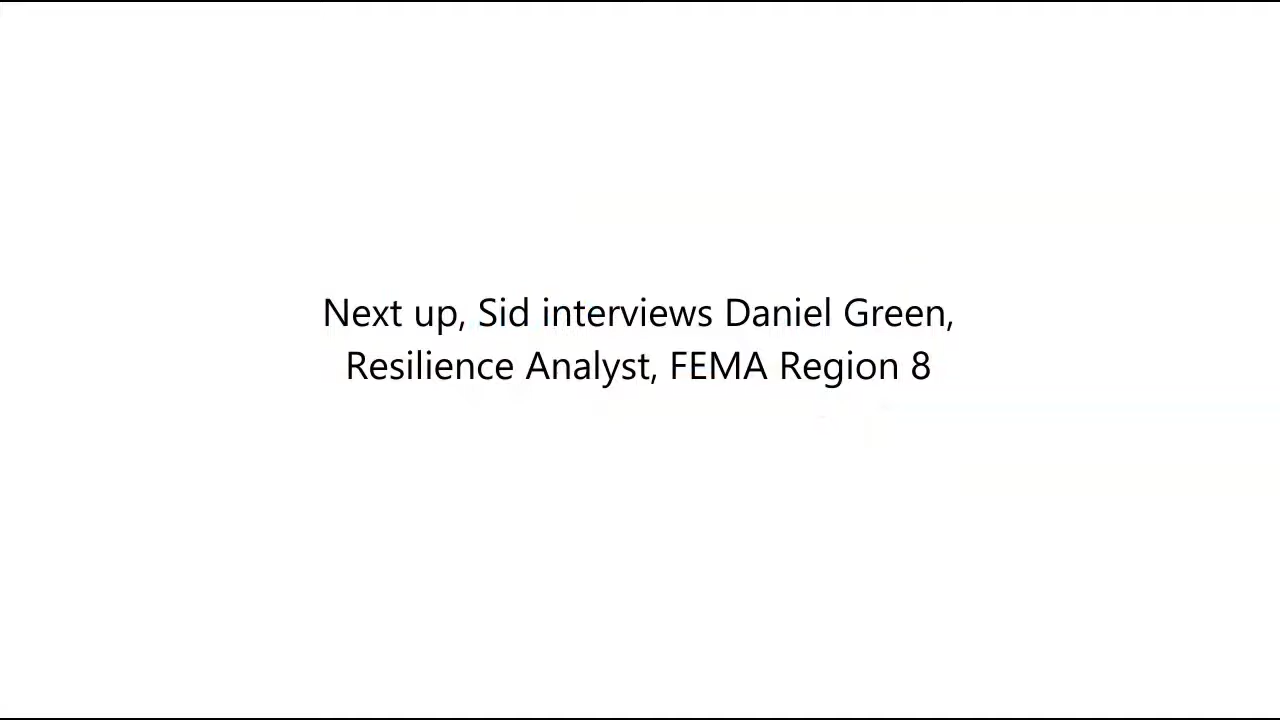 Next up, Sid interviews Daniel Green,
Resilience Analyst, FEMA Region 8